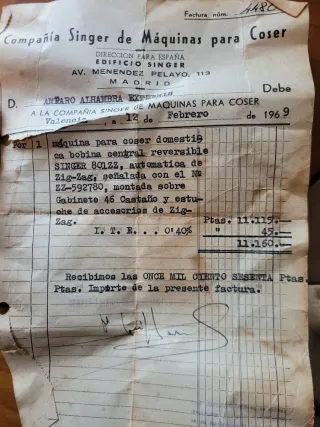 Factura núm. 4480
Compañía Singer de Máquinas para Coser
DIRECCION PARA ESPAÑA
EDIFICIO SINGER
AV. MENENDEZ PELAYO, 113
MADRID
D. AMPARO ALHAMBRA Debe
A LA COMPAÑIA SINGER DE MAQUINAS PARA COSER
Valencia, a 12 de Febrero de 1969
Por 1 máquina para coser domesti
ca bobina central reversible
SINGER 801ZZ, automatica de
Zig-Zag, señalada con el Nº
ZZ-592780, montada sobre
Gabinete 46 Castaño y estu-
che de accesorios de Zig-
Zag. Ptas. 11.115.-
I. T. E. .. 0'40% " 45.-
11.160.-
Recibimos las ONCE MIL CIENTO SESENTA Ptas.
Ptas. Importe de la presente factura.